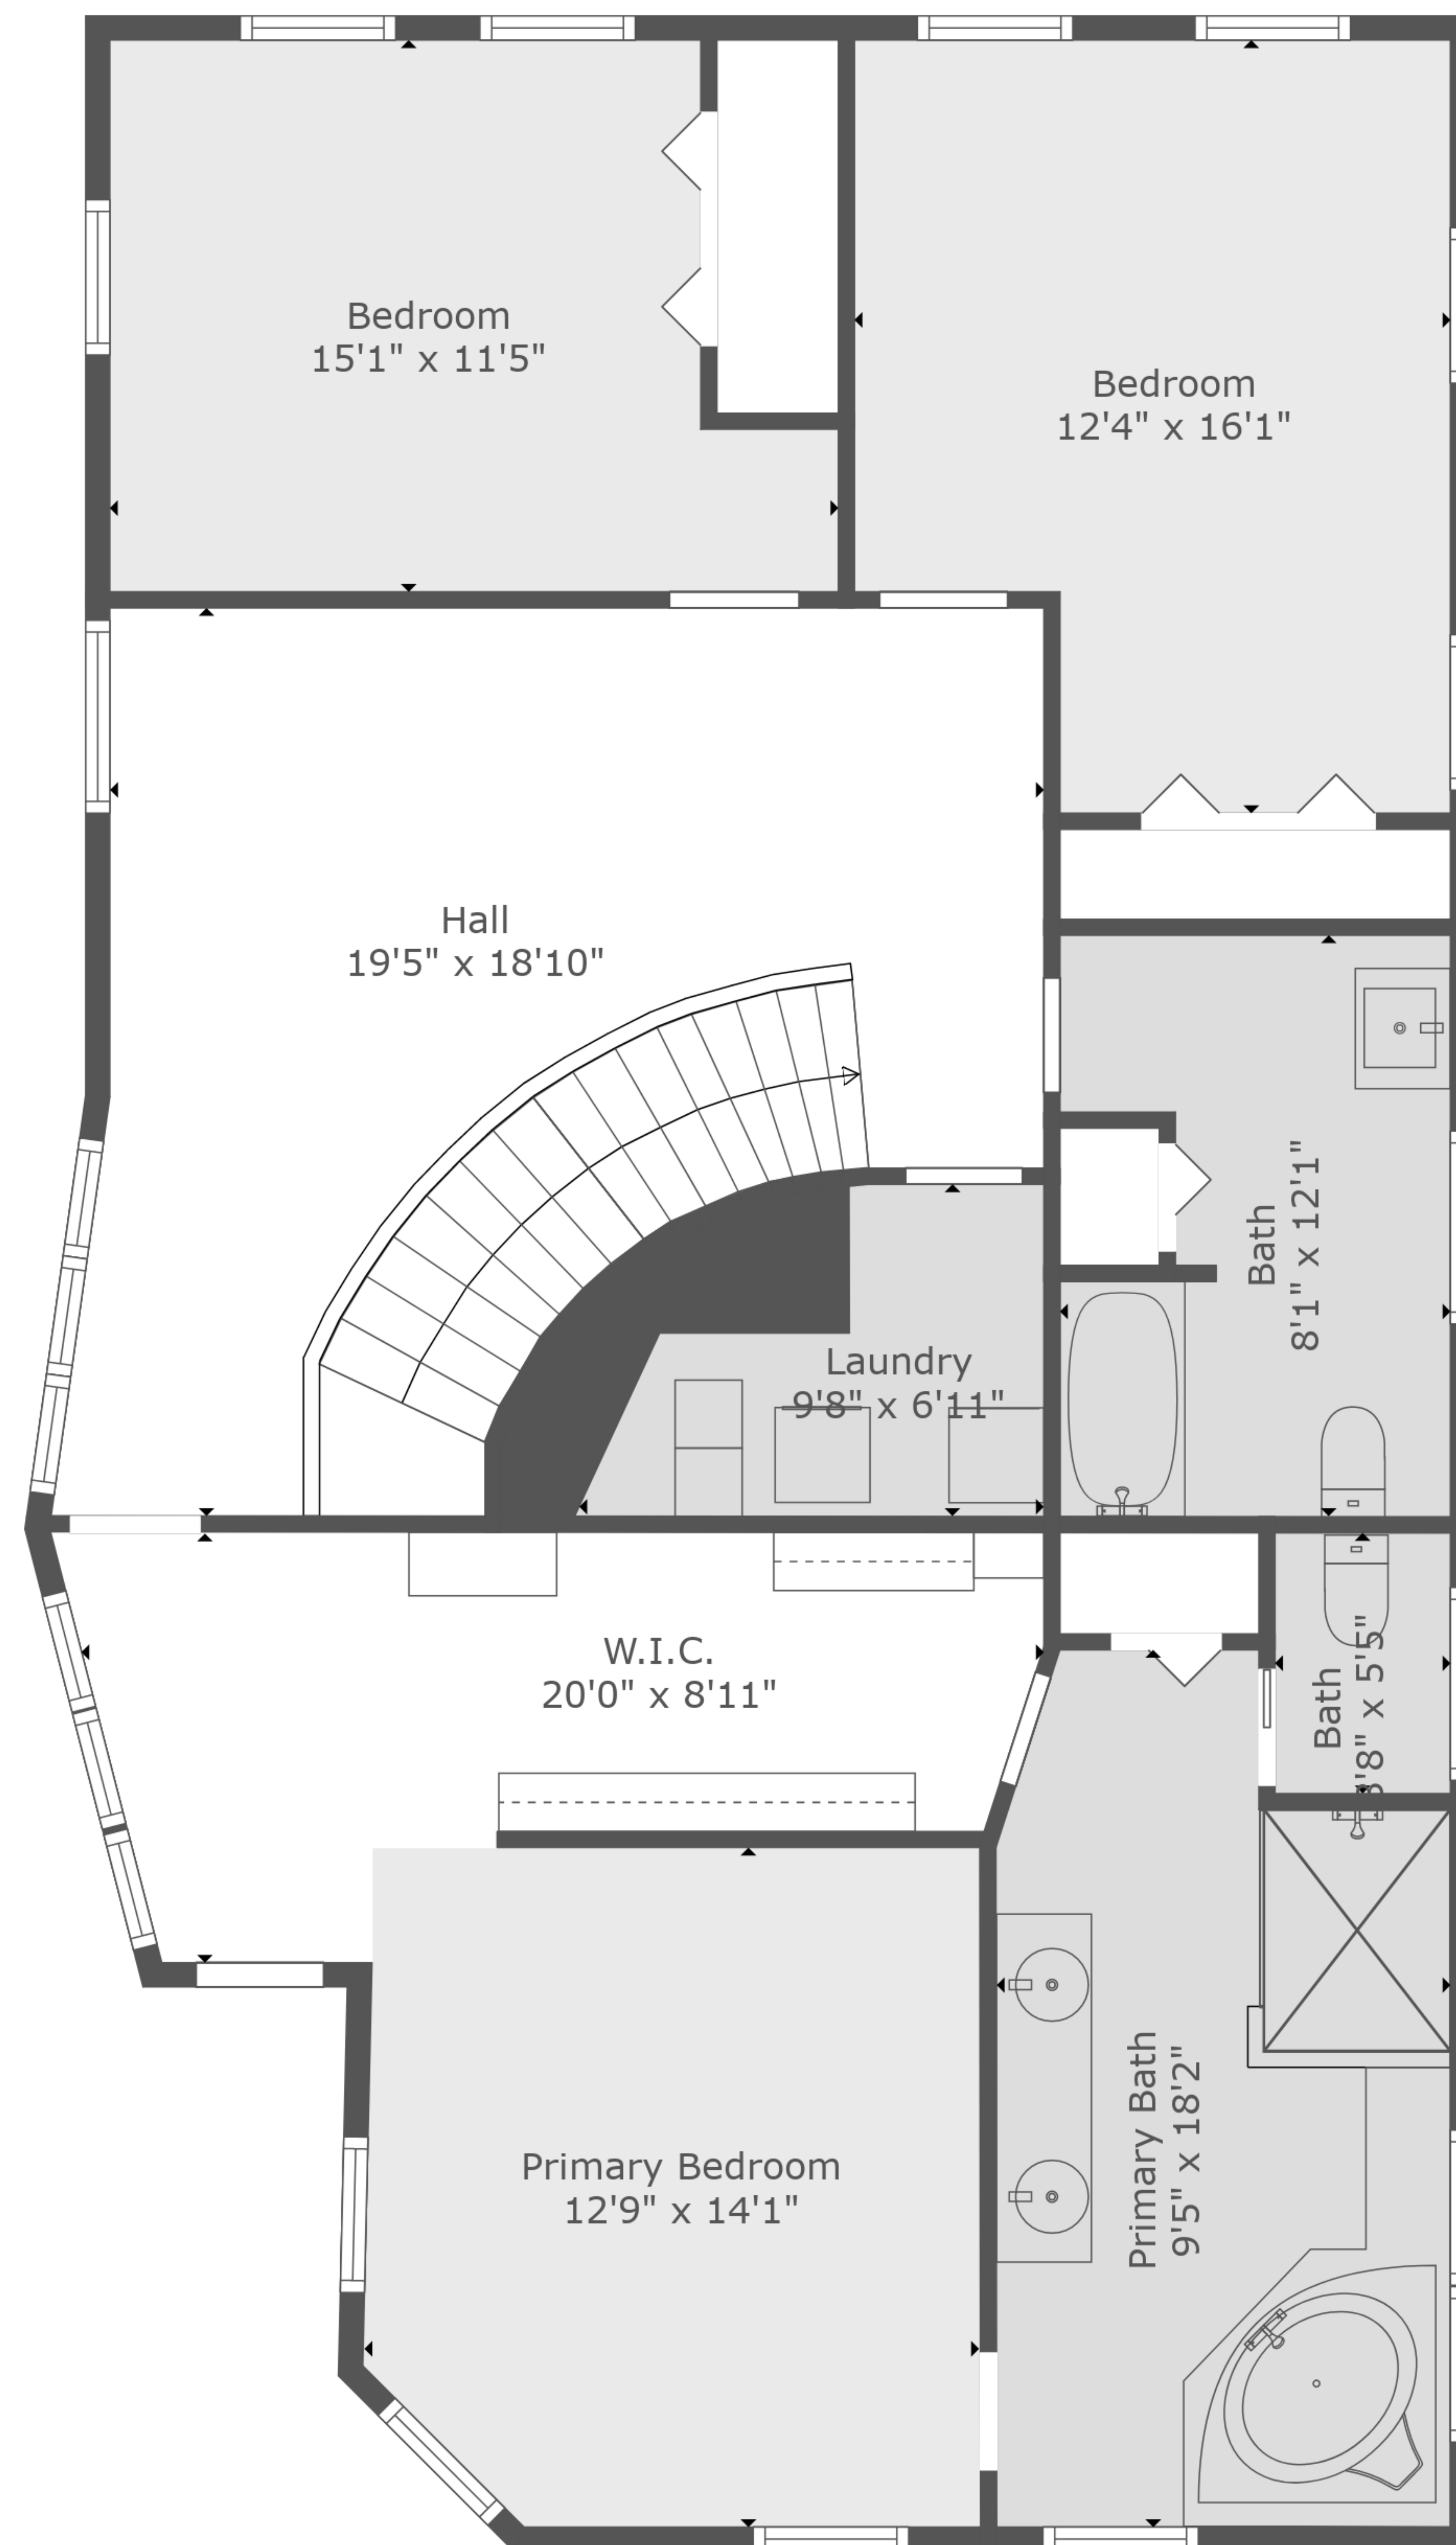 Bedroom
15'1" x 11'5"
Bedroom
12'4" x 16'1"
Hall
19'5" x 18'10"
Bath
8'1" x 12'1"
Laundry
9'8" x 6'11"
W.I.C.
20'0" x 8'11"
Bath
x 5'5"
Primary Bedroom
12'9" x 14'1"
Primary Bath
9'5" x 18'2"